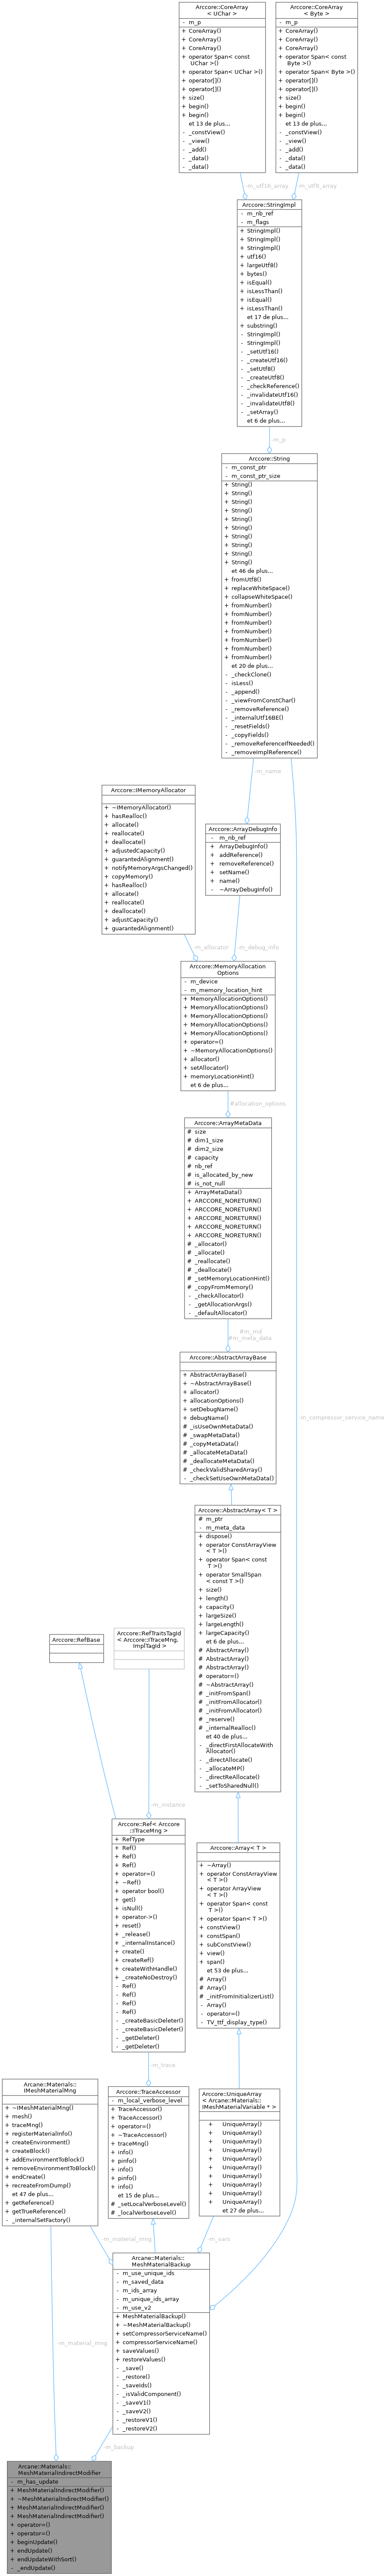 Arccore::CoreArray
< UChar >
- m_p
+ CoreArray()
+ CoreArray()
+ CoreArray()
+ operator Span< const
UChar >()
+ operator Span< UChar >()
+ operator[]()
+ operator[]()
+ size()
+ begin()
+ begin()
et 13 de plus...
- _constView()
- _view()
- _add()
- _data()
- _data()
Arccore::CoreArray
< Byte >
- m_p
+ CoreArray()
+ CoreArray()
+ CoreArray()
+ operator Span< const
Byte >()
+ operator Span< Byte >()
+ operator[]()
+ operator[]()
+ size()
+ begin()
+ begin()
et 13 de plus...
- _constView()
- _view()
- _add()
- _data()
- _data()
-m_utf16_array
-m_utf8_array
Arccore::StringImpl
- m_nb_ref
- m_flags
+ StringImpl()
+ StringImpl()
+ StringImpl()
+ utf16()
+ largeUtf8()
+ bytes()
+ isEqual()
+ isLessThan()
+ isEqual()
+ isLessThan()
et 17 de plus...
+ substring()
- StringImpl()
- StringImpl()
- _setUtf16()
- _createUtf16()
- _setUtf8()
- _createUtf8()
- _checkReference()
- _invalidateUtf16()
- _invalidateUtf8()
- _setArray()
et 6 de plus...
-m_p
Arccore::String
- m_const_ptr
- m_const_ptr_size
+ String()
+ String()
+ String()
+ String()
+ String()
+ String()
+ String()
+ String()
+ String()
+ String()
et 46 de plus...
+ fromUtf8()
+ replaceWhiteSpace()
+ collapseWhiteSpace()
+ fromNumber()
+ fromNumber()
+ fromNumber()
+ fromNumber()
+ fromNumber()
+ fromNumber()
+ fromNumber()
et 20 de plus...
- _checkClone()
- isLess()
- _append()
- _viewFromConstChar()
- _removeReference()
- _internalUtf16BE()
- _resetFields()
- _copyFields()
- _removeReferenceIfNeeded()
- _removeImplReference()
-m_name
Arccore::IMemoryAllocator
+ ~IMemoryAllocator()
+ hasRealloc()
+ allocate()
+ reallocate()
+ deallocate()
+ adjustedCapacity()
+ guarantedAlignment()
+ notifyMemoryArgsChanged()
+ copyMemory()
+ hasRealloc()
+ allocate()
+ reallocate()
+ deallocate()
+ adjustCapacity()
+ guarantedAlignment()
Arccore::ArrayDebugInfo
- m_nb_ref
+ ArrayDebugInfo()
+ addReference()
+ removeReference()
+ setName()
+ name()
- ~ArrayDebugInfo()
-m_allocator
-m_debug_info
Arccore::MemoryAllocation
Options
- m_device
- m_memory_location_hint
+ MemoryAllocationOptions()
+ MemoryAllocationOptions()
+ MemoryAllocationOptions()
+ MemoryAllocationOptions()
+ MemoryAllocationOptions()
+ operator=()
+ ~MemoryAllocationOptions()
+ allocator()
+ setAllocator()
+ memoryLocationHint()
et 6 de plus...
#allocation_options
Arccore::ArrayMetaData
# size
# dim1_size
# dim2_size
# capacity
# nb_ref
# is_allocated_by_new
# is_not_null
+ ArrayMetaData()
+ ARCCORE_NORETURN()
+ ARCCORE_NORETURN()
+ ARCCORE_NORETURN()
+ ARCCORE_NORETURN()
+ ARCCORE_NORETURN()
# _allocator()
# _allocate()
# _reallocate()
# _deallocate()
# _setMemoryLocationHint()
# _copyFromMemory()
- _checkAllocator()
- _getAllocationArgs()
- _defaultAllocator()
#m_md
#m_meta_data
Arccore::AbstractArrayBase
+ AbstractArrayBase()
+ ~AbstractArrayBase()
+ allocator()
+ allocationOptions()
+ setDebugName()
+ debugName()
# _isUseOwnMetaData()
# _swapMetaData()
# _copyMetaData()
# _allocateMetaData()
# _deallocateMetaData()
# _checkValidSharedArray()
- _checkSetUseOwnMetaData()
-m_compressor_service_name
Arccore::AbstractArray< T >
# m_ptr
- m_meta_data
+ dispose()
+ operator ConstArrayView
< T >()
+ operator Span< const
T >()
+ operator SmallSpan
< const T >()
+ size()
+ length()
+ capacity()
+ largeSize()
+ largeLength()
+ largeCapacity()
et 6 de plus...
# AbstractArray()
# AbstractArray()
# AbstractArray()
# operator=()
# ~AbstractArray()
# _initFromSpan()
# _initFromAllocator()
# _initFromAllocator()
# _reserve()
# _internalRealloc()
et 40 de plus...
- _directFirstAllocateWith
Allocator()
- _directAllocate()
- _allocateMP()
- _directReAllocate()
- _setToSharedNull()
Arccore::RefBase
Arccore::RefTraitsTagId
< Arccore::ITraceMng,
ImplTagId >
-m_instance
Arccore::Ref< Arccore
::ITraceMng >
+ RefType
+ Ref()
+ Ref()
+ Ref()
+ operator=()
+ ~Ref()
+ operator bool()
+ get()
+ isNull()
+ operator->()
+ reset()
+ _release()
+ _internalInstance()
+ create()
+ createRef()
+ createWithHandle()
+ _createNoDestroy()
- Ref()
- Ref()
- Ref()
- Ref()
- _createBasicDeleter()
- _createBasicDeleter()
- _getDeleter()
- _getDeleter()
Arccore::Array< T >
+ ~Array()
+ operator ConstArrayView
< T >()
+ operator ArrayView
< T >()
+ operator Span< const
T >()
+ operator Span< T >()
+ constView()
+ constSpan()
+ subConstView()
+ view()
+ span()
et 53 de plus...
# Array()
# Array()
# _initFromInitializerList()
- Array()
- operator=()
- TV_ttf_display_type()
-m_trace
Arcane::Materials::
IMeshMaterialMng
+ ~IMeshMaterialMng()
+ mesh()
+ traceMng()
+ registerMaterialInfo()
+ createEnvironment()
+ createBlock()
+ addEnvironmentToBlock()
+ removeEnvironmentToBlock()
+ endCreate()
+ recreateFromDump()
et 47 de plus...
+ getReference()
+ getTrueReference()
- _internalSetFactory()
Arccore::TraceAccessor
- m_local_verbose_level
+ TraceAccessor()
+ TraceAccessor()
+ operator=()
+ ~TraceAccessor()
+ traceMng()
+ info()
+ pinfo()
+ info()
+ pinfo()
+ info()
et 15 de plus...
# _setLocalVerboseLevel()
# _localVerboseLevel()
Arccore::UniqueArray
< Arcane::Materials::
IMeshMaterialVariable * >
+ UniqueArray()
+ UniqueArray()
+ UniqueArray()
+ UniqueArray()
+ UniqueArray()
+ UniqueArray()
+ UniqueArray()
+ UniqueArray()
+ UniqueArray()
+ UniqueArray()
et 27 de plus...
-m_material_mng
-m_vars
Arcane::Materials::
MeshMaterialBackup
- m_use_unique_ids
- m_saved_data
- m_ids_array
- m_unique_ids_array
- m_use_v2
+ MeshMaterialBackup()
+ ~MeshMaterialBackup()
+ setCompressorServiceName()
+ compressorServiceName()
+ saveValues()
+ restoreValues()
- _save()
- _restore()
- _saveIds()
- _isValidComponent()
- _saveV1()
- _saveV2()
- _restoreV1()
- _restoreV2()
-m_material_mng
-m_backup
Arcane::Materials::
MeshMaterialIndirectModifier
- m_has_update
+ MeshMaterialIndirectModifier()
+ ~MeshMaterialIndirectModifier()
+ MeshMaterialIndirectModifier()
+ MeshMaterialIndirectModifier()
+ operator=()
+ operator=()
+ beginUpdate()
+ endUpdate()
+ endUpdateWithSort()
- _endUpdate()